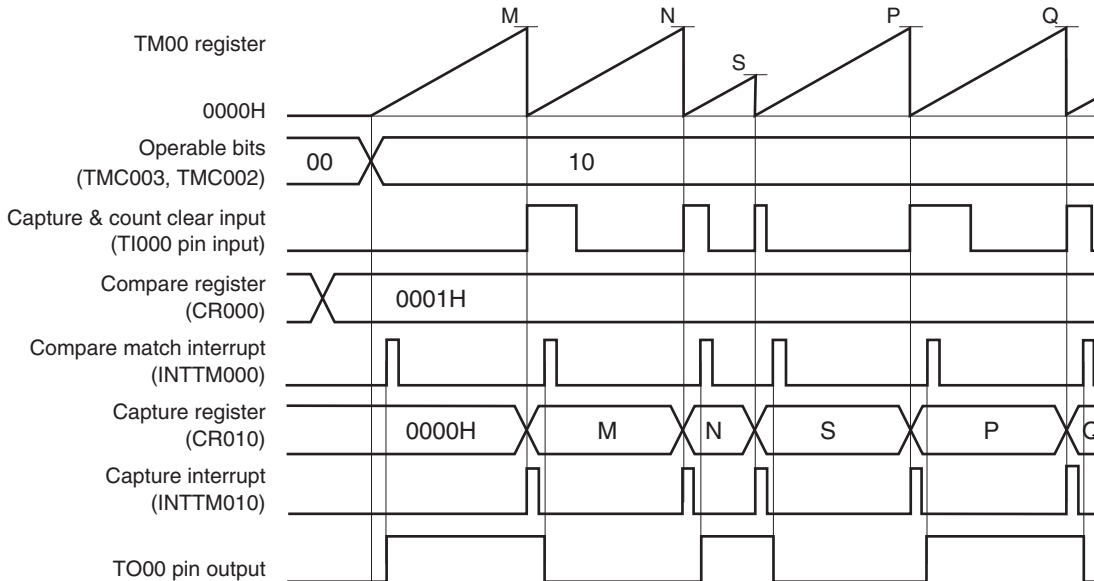 M N P Q
TM00 register
S
0000H
Operable bits
(TMC003, TMC002)
00 10
Capture & count clear input
(TI000 pin input)
Compare register
(CR000)
0001H
Compare match interrupt
(INTTM000)
Capture register
(CR010)
0000H M N S P Q
Capture interrupt
(INTTM010)
TO00 pin output